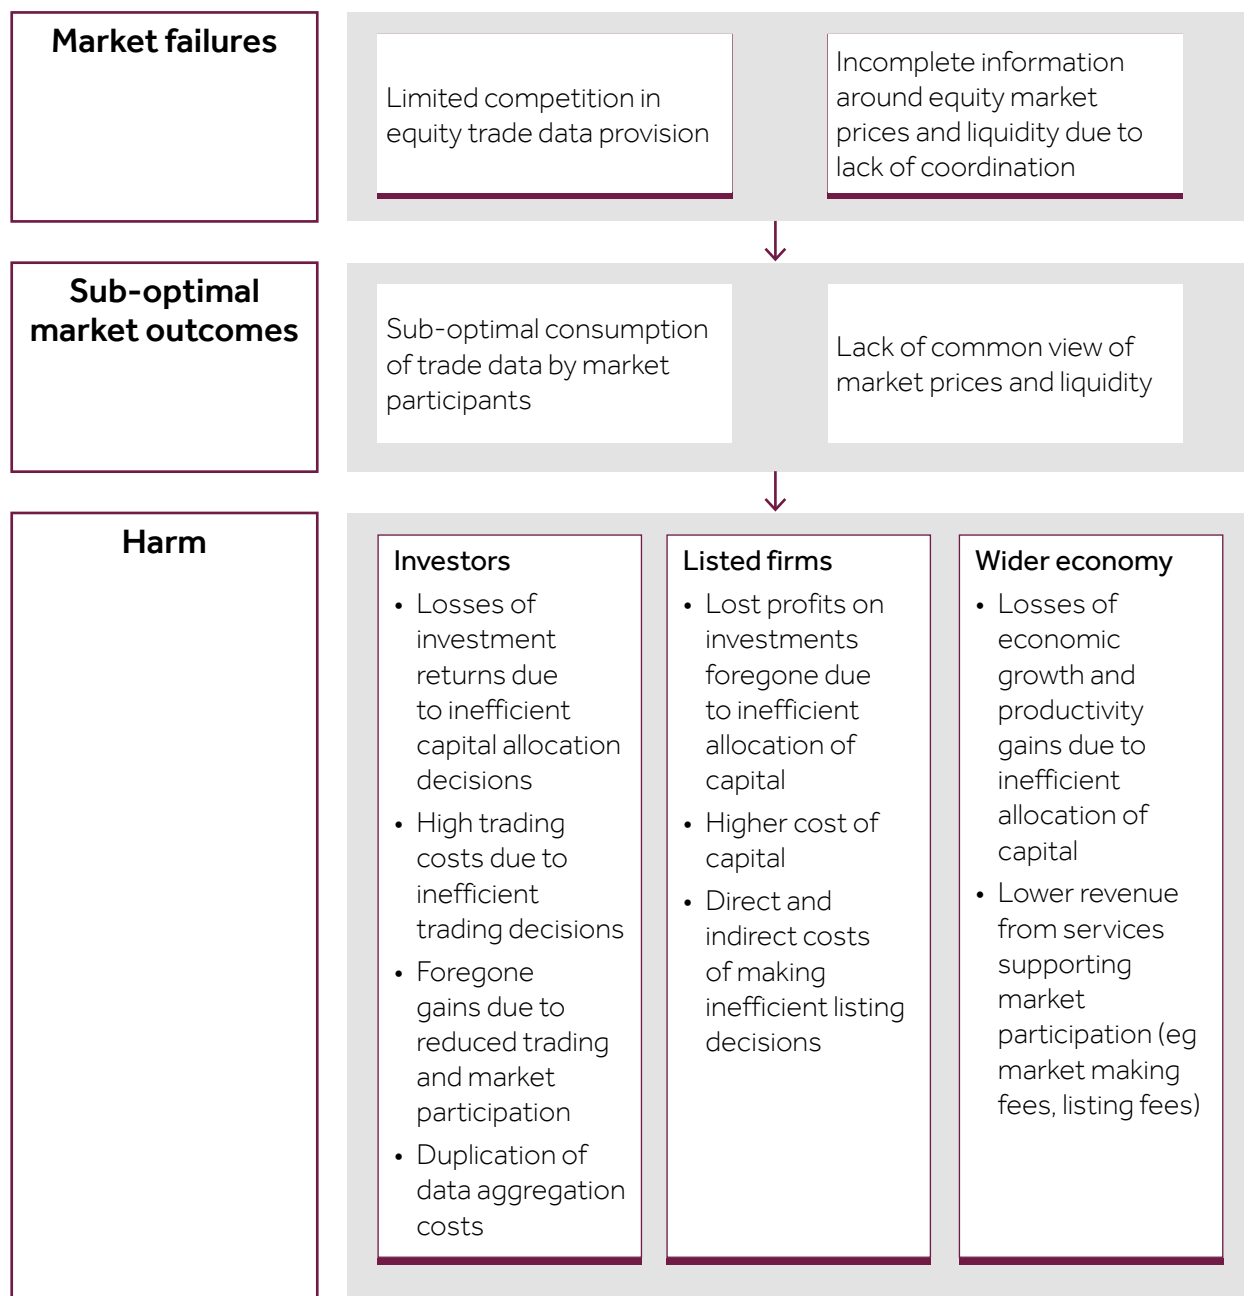 Market failures
Limited competition in
equity trade data provision
Incomplete information
around equity market
prices and liquidity due to
lack of coordination
Sub-optimal
market outcomes
Sub-optimal consumption
of trade data by market
participants
Lack of common view of
market prices and liquidity
Harm
Investors
• Losses of
investment
returns due
to inefficient
capital allocation
decisions
• High trading
costs due to
inefficient
trading decisions
• Foregone
gains due to
reduced trading
and market
participation
• Duplication of
data aggregation
costs
Listed firms
• Lost profits on
investments
foregone due
to inefficient
allocation of
capital
• Higher cost of
capital
• Direct and
indirect costs
of making
inefficient listing
decisions
Wider economy
• Losses of
economic
growth and
productivity
gains due to
inefficient
allocation of
capital
• Lower revenue
from services
supporting
market
participation (eg
market making
fees, listing fees)